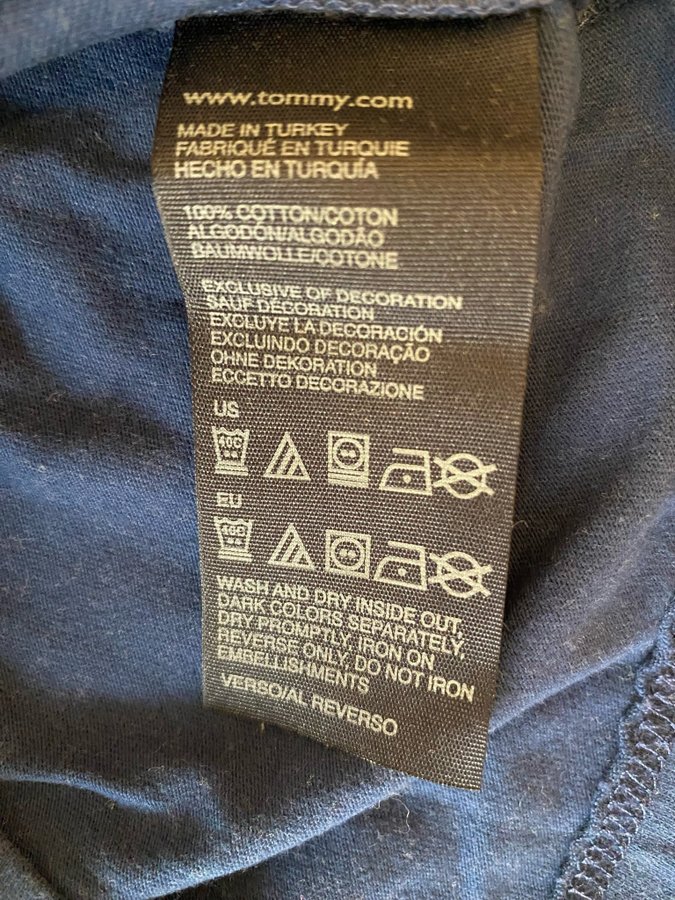 www.tommy.com
MADE IN TURKEY
FABRIQUÉ EN TURQUIE
HECHO EN TURQUÍA
100% COTTON/COTON
ALGODÓN/ALGODÃO
BAUMWOLLE/COTONE
EXCLUSIVE OF DECORATION
SAUF DÉCORATION
EXCLUYE LA DECORACIÓN
EXCLUINDO DECORAÇÃO
OHNE DEKORATION
ECCETTO DECORAZIONE
US
40C
EU
WASH AND DRY INSIDE OUT,
DARK COLORS SEPARATELY,
DRY PROMPTLY, IRON ON
REVERSE ONLY, DO NOT IRON
EMBELLISHMENTS
VERSO/AL REVERSO